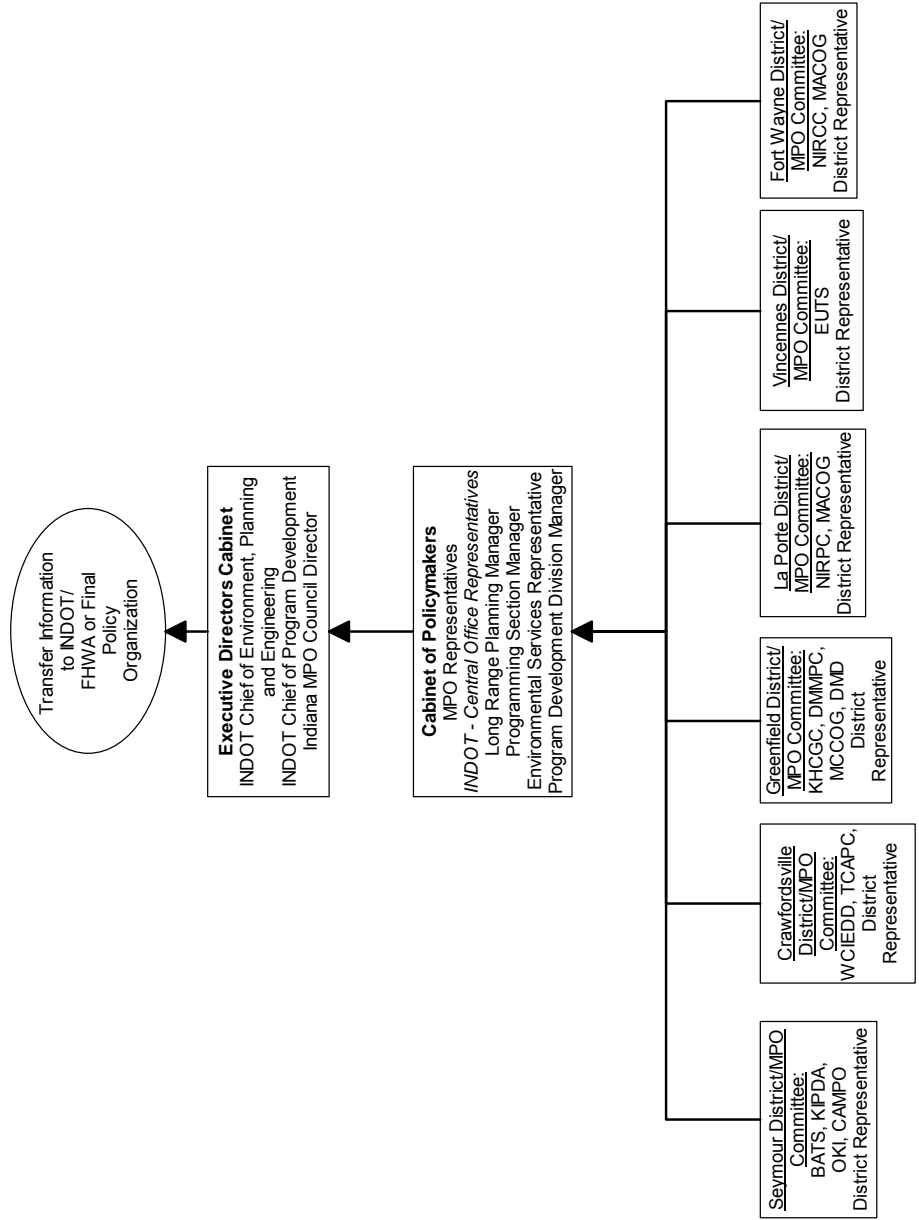 Transfer Information
to INDOT/
FHWA or Final
Policy
Organization
Executive Directors Cabinet
INDOT Chief of Environment, Planning
and Engineering
INDOT Chief of Program Development
Indiana MPO Council Director
Cabinet of Policymakers
MPO Representatives
INDOT - Central Office Representatives
Long Range Planning Manager
Programming Section Manager
Environmental Services Representative
Program Development Division Manager
Seymour District/MPO
Committee:
BATS, KIPDA,
OKI, CAMPO
District Representative
Crawfordsville
District/MPO
Committee:
WCIEDD, TCAPC,
District
Representative
Greenfield District/
MPO Committee:
KHCGC, DMMPC,
MCCOG, DMD
District
Representative
La Porte District/
MPO Committee:
NIRPC, MACOG
District Representative
Vincennes District/
MPO Committee:
EUTS
District Representative
Fort Wayne District/
MPO Committee:
NIRCC, MACOG
District Representative